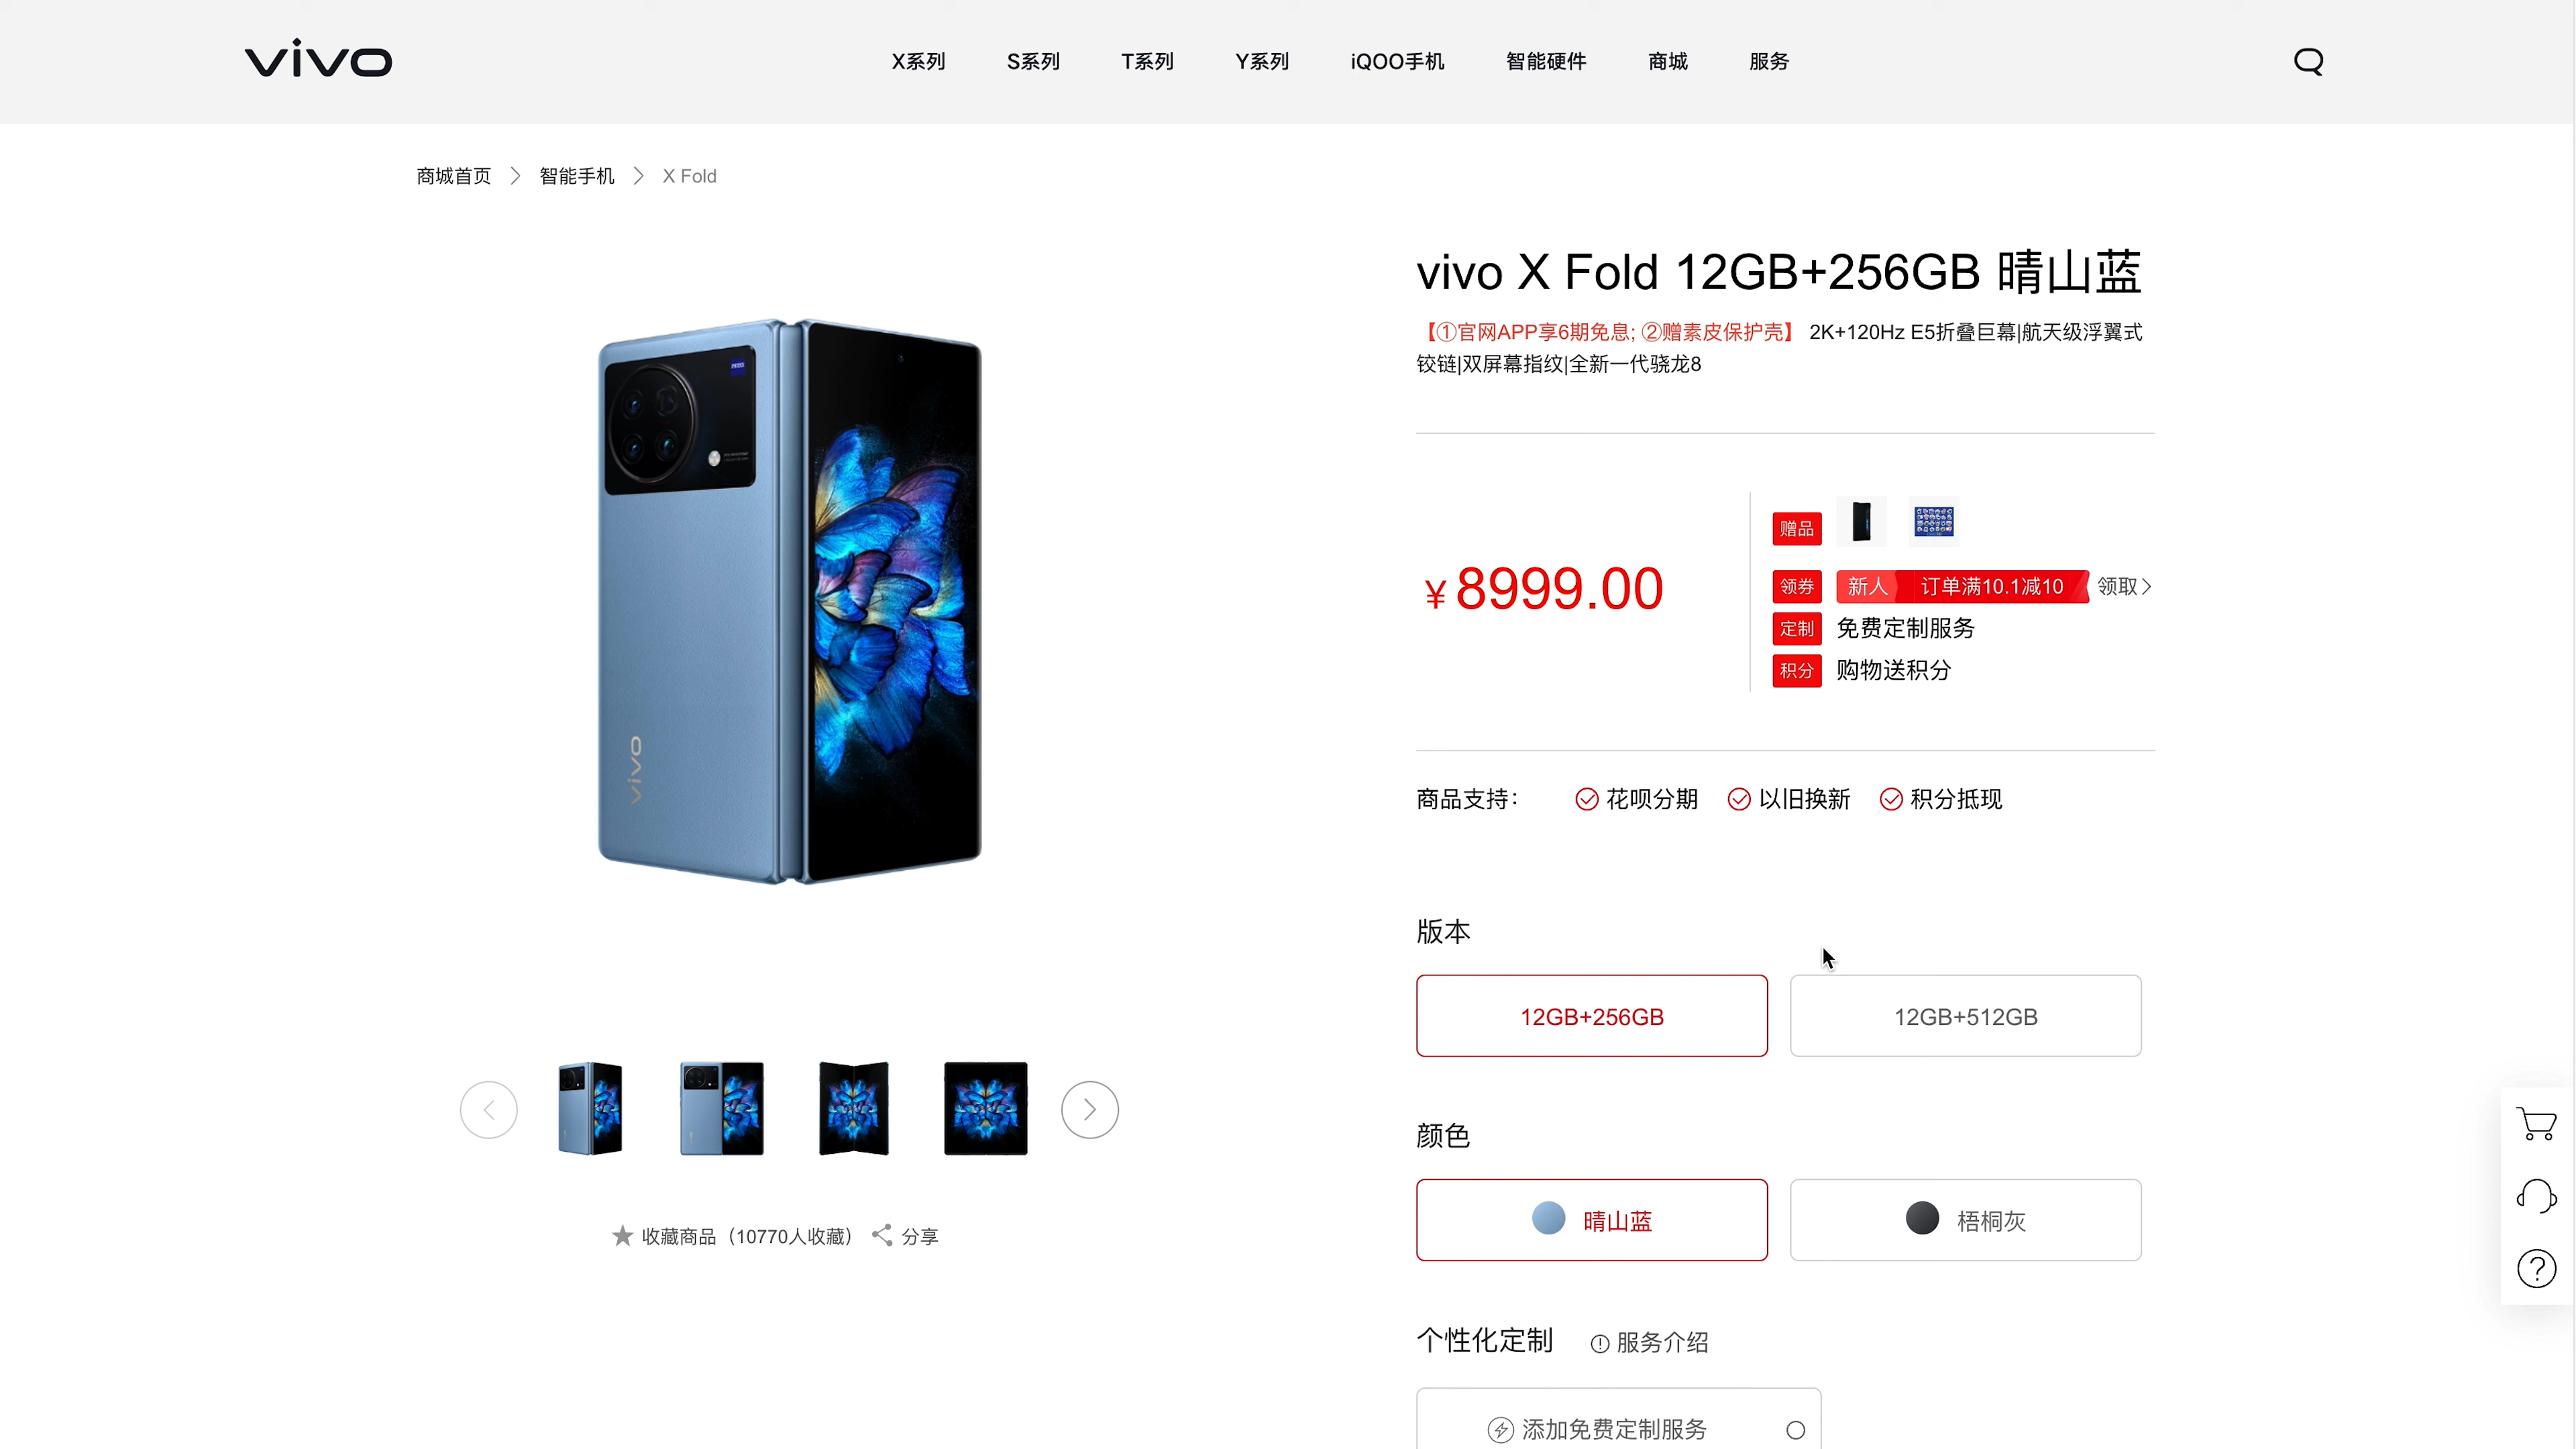 vivo
X系列 S系列 T系列 Y系列 iQOO手机 智能硬件 商城 服务
商城首页 > 智能手机 > X Fold
vivo X Fold 12GB+256GB 晴山蓝
【①官网APP享6期免息; ②赠素皮保护壳】 2K+120Hz E5折叠巨幕|航天级浮翼式
铰链|双屏幕指纹|全新一代骁龙8
¥ 8999.00
赠品
领券 新人 订单满10.1减10 领取 >
定制 免费定制服务
积分 购物送积分
商品支持： 花呗分期 以旧换新 积分抵现
版本
12GB+256GB 12GB+512GB
颜色
晴山蓝 梧桐灰
个性化定制 服务介绍
添加免费定制服务
vivo
收藏商品（10770人收藏） 分享